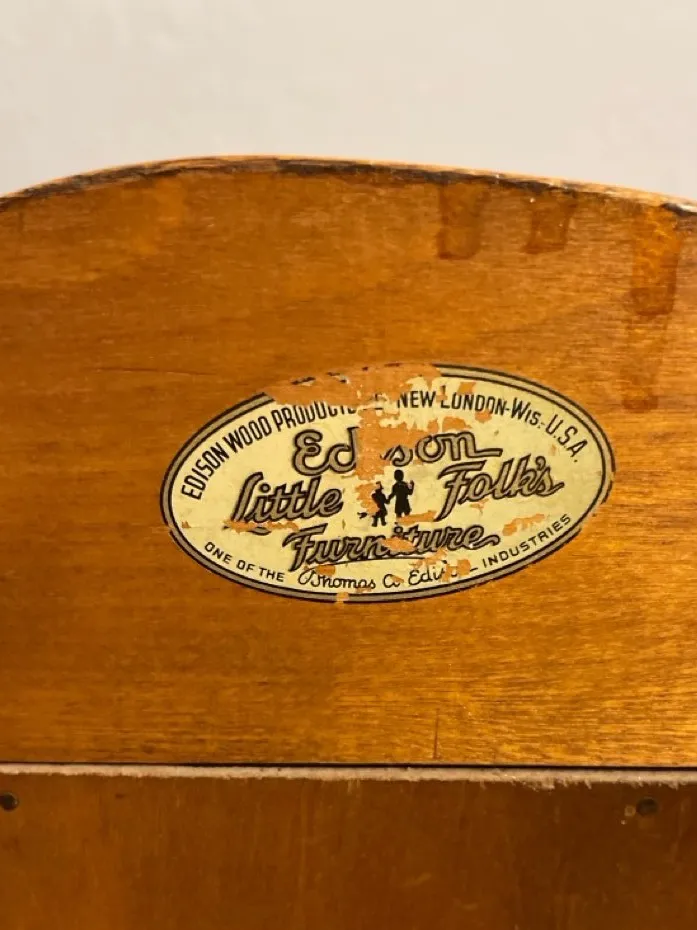 EDISON WOOD PRODUCTS NEW LONDON-WIS.-U.S.A.
Edison
Little Folk's
Furniture
ONE OF THE Thomas A Edison INDUSTRIES